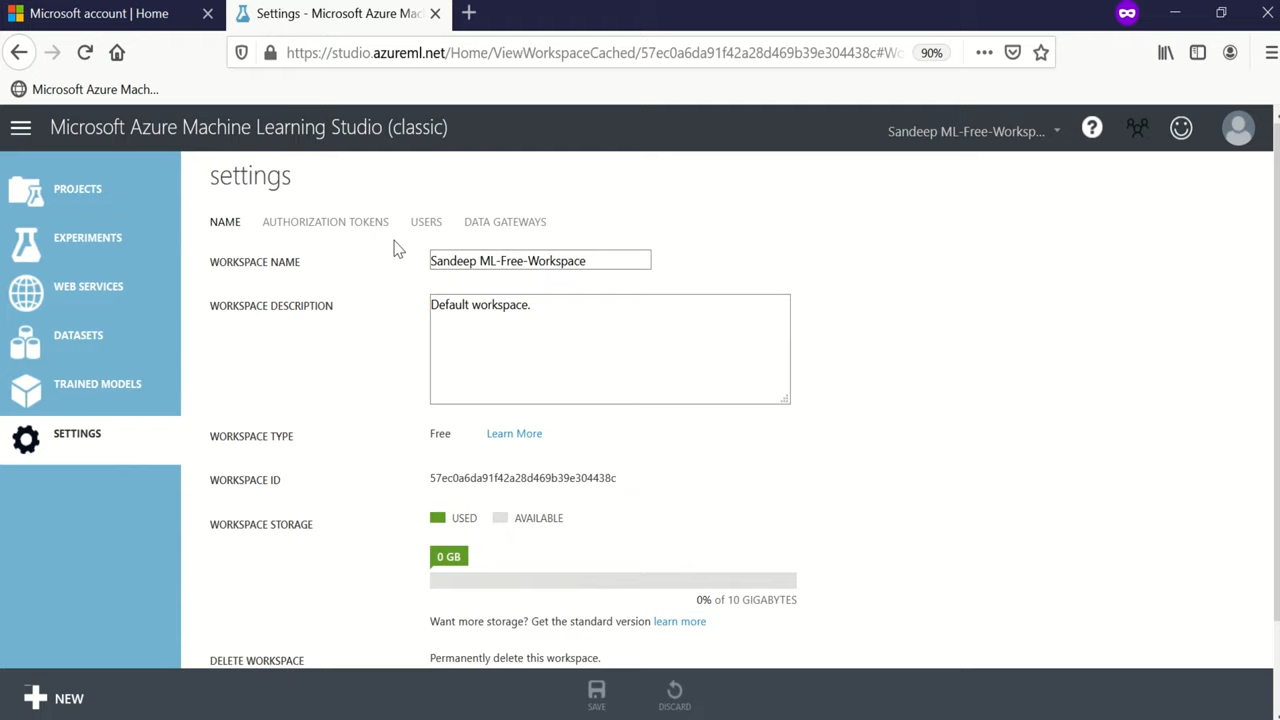 Microsoft account | Home
Settings - Microsoft Azure Mac
https://studio.azureml.net/Home/ViewWorkspaceCached/57ec0a6da91f42a28d469b39e304438c#Wo
90%
Microsoft Azure Mach...
Microsoft Azure Machine Learning Studio (classic)
Sandeep ML-Free-Worksp...
PROJECTS
EXPERIMENTS
WEB SERVICES
DATASETS
TRAINED MODELS
SETTINGS
settings
NAME AUTHORIZATION TOKENS USERS DATA GATEWAYS
WORKSPACE NAME Sandeep ML-Free-Workspace
WORKSPACE DESCRIPTION Default workspace.
WORKSPACE TYPE Free Learn More
WORKSPACE ID 57ec0a6da91f42a28d469b39e304438c
WORKSPACE STORAGE USED AVAILABLE
0 GB
0% of 10 GIGABYTES
Want more storage? Get the standard version learn more
DELETE WORKSPACE Permanently delete this workspace.
NEW
SAVE
DISCARD